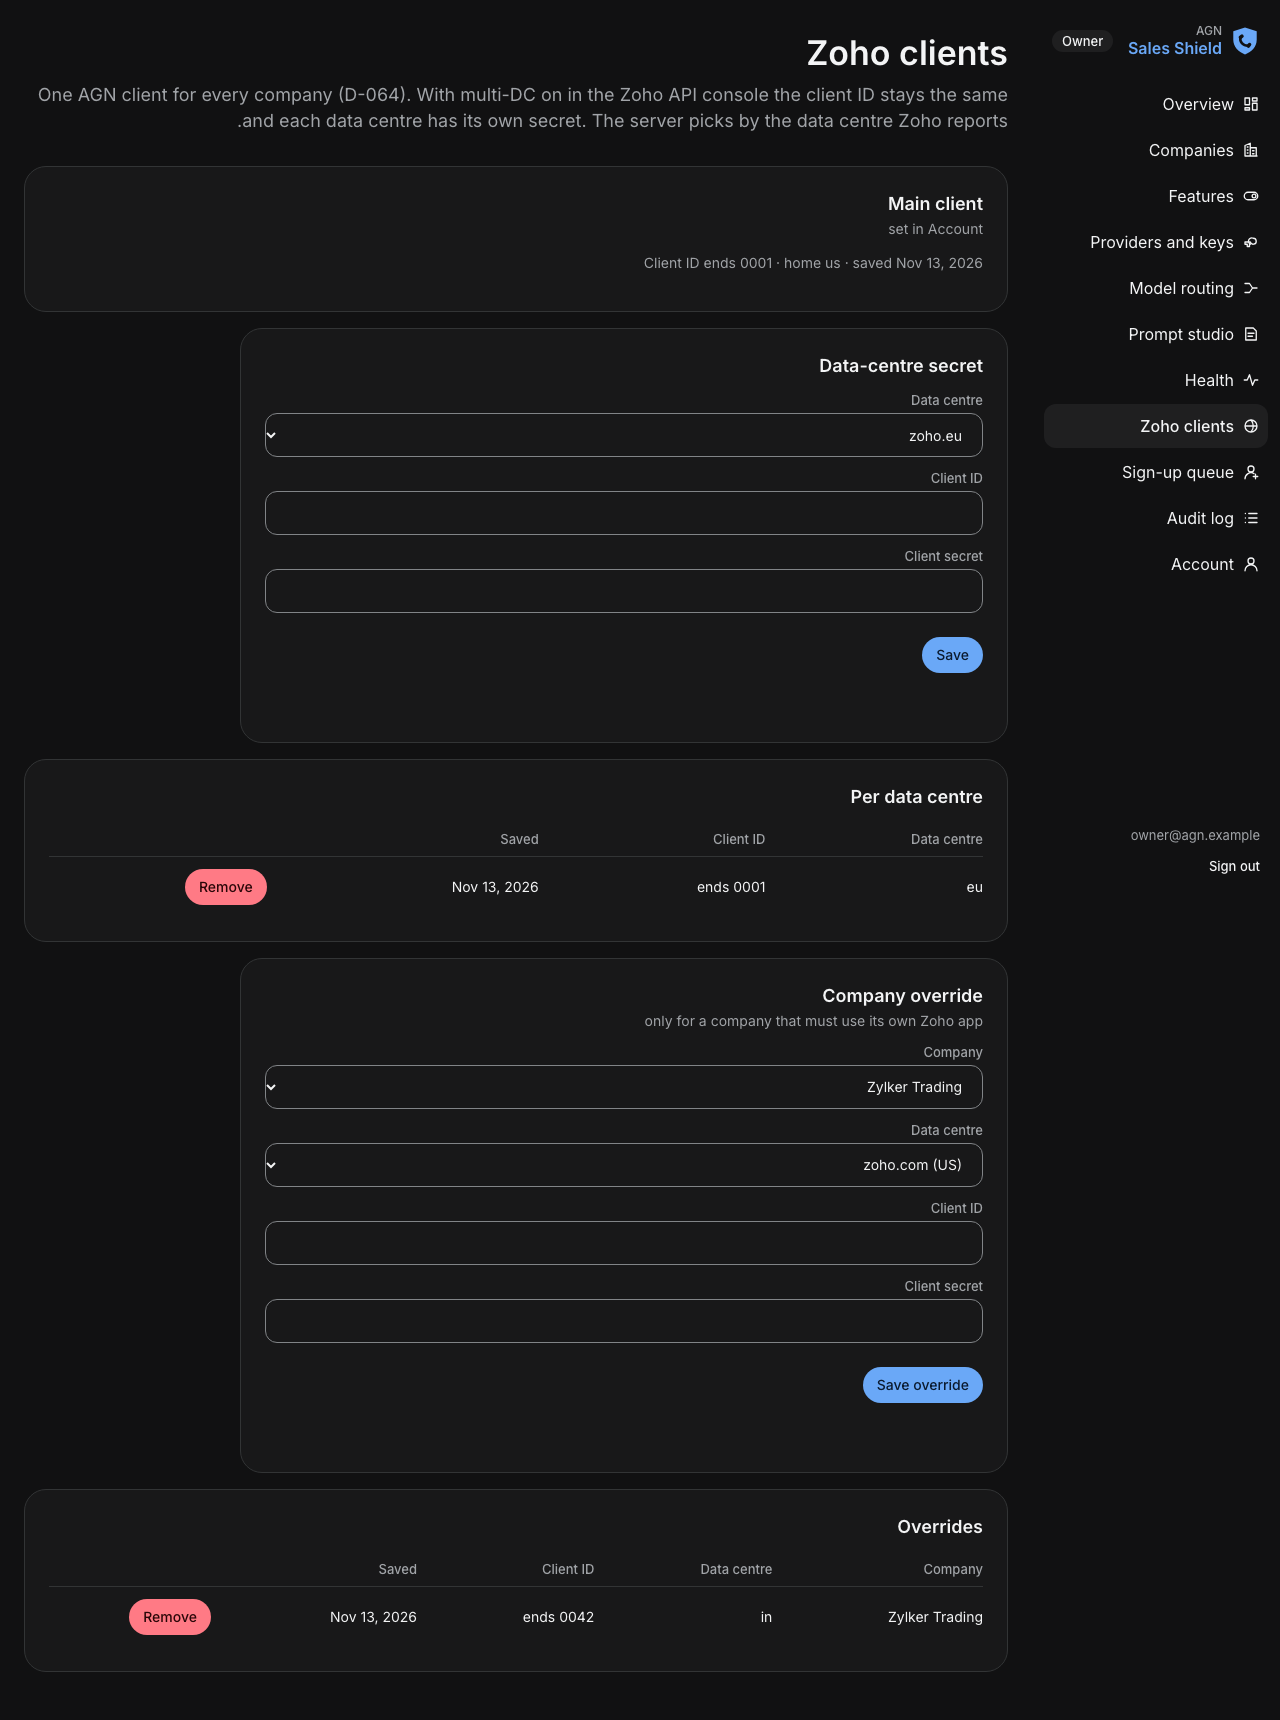 AGN
Sales Shield
Owner
Overview
Companies
Features
Providers and keys
Model routing
Prompt studio
Health
Zoho clients
Sign-up queue
Audit log
Account
owner@agn.example
Sign out
Zoho clients
One AGN client for every company (D-064). With multi-DC on in the Zoho API console the client ID stays the same
and each data centre has its own secret. The server picks by the data centre Zoho reports.
Main client
set in Account
Client ID ends 0001 · home us · saved Nov 13, 2026
Data-centre secret
Data centre
zoho.eu
Client ID
Client secret
Save
Per data centre
Data centre Client ID Saved
eu ends 0001 Nov 13, 2026 Remove
Company override
only for a company that must use its own Zoho app
Company
Zylker Trading
Data centre
zoho.com (US)
Client ID
Client secret
Save override
Overrides
Company Data centre Client ID Saved
Zylker Trading in ends 0042 Nov 13, 2026 Remove